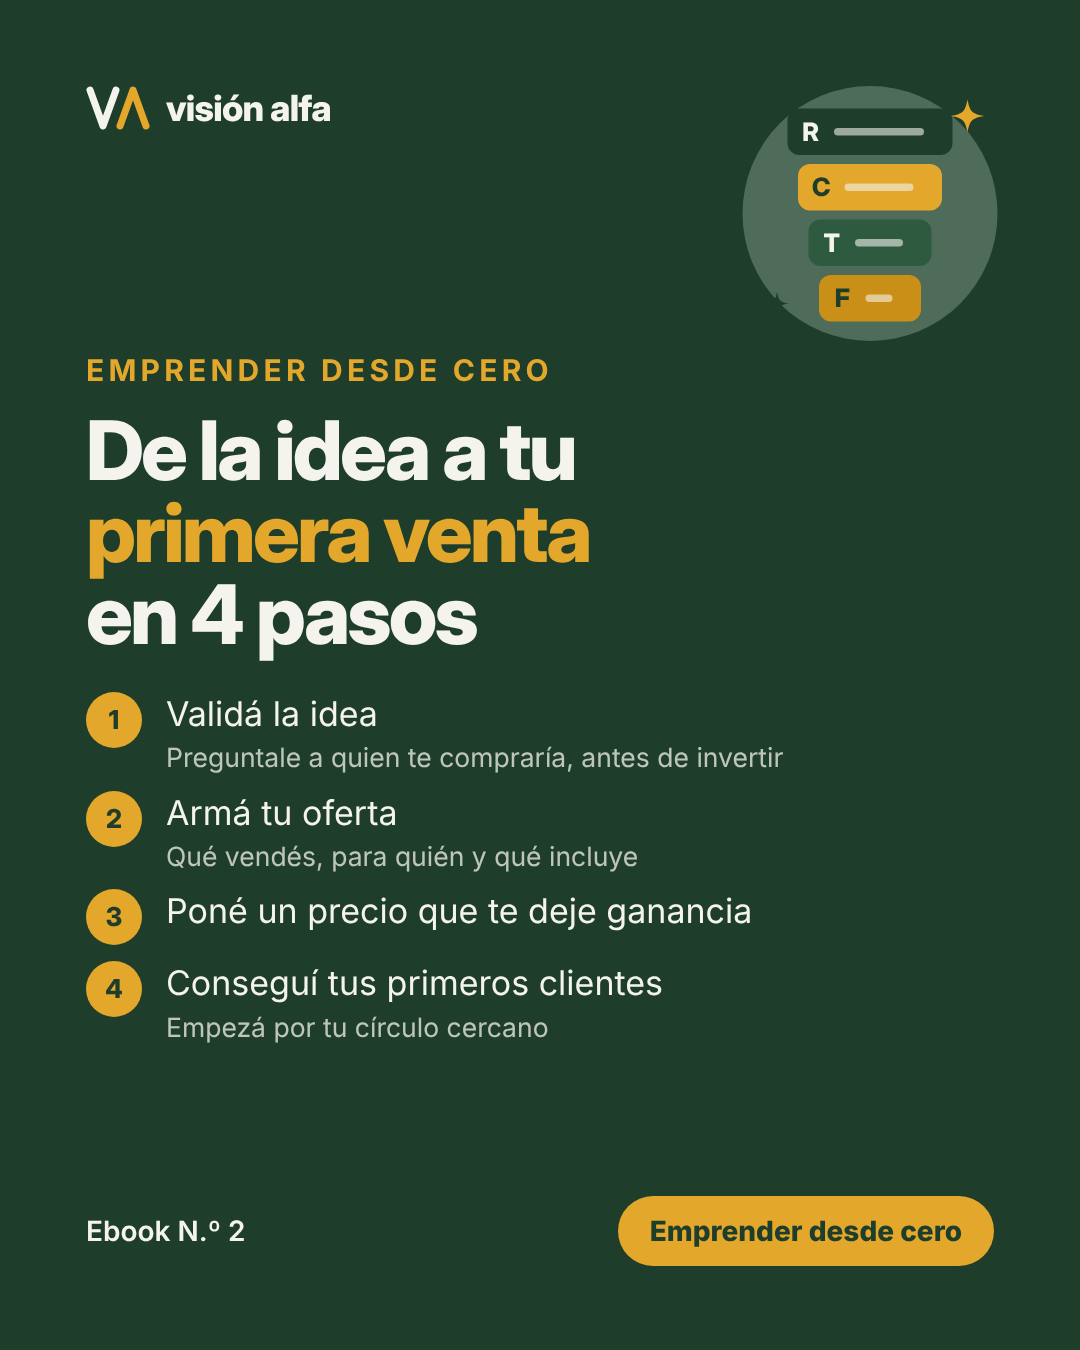 visión alfa
R
C
T
F
EMPRENDER DESDE CERO
De la idea a tu
primera venta
en 4 pasos
1 Validá la idea
Preguntale a quien te compraría, antes de invertir
2 Armá tu oferta
Qué vendés, para quién y qué incluye
3 Poné un precio que te deje ganancia
4 Conseguí tus primeros clientes
Empezá por tu círculo cercano
Ebook N.º 2
Emprender desde cero